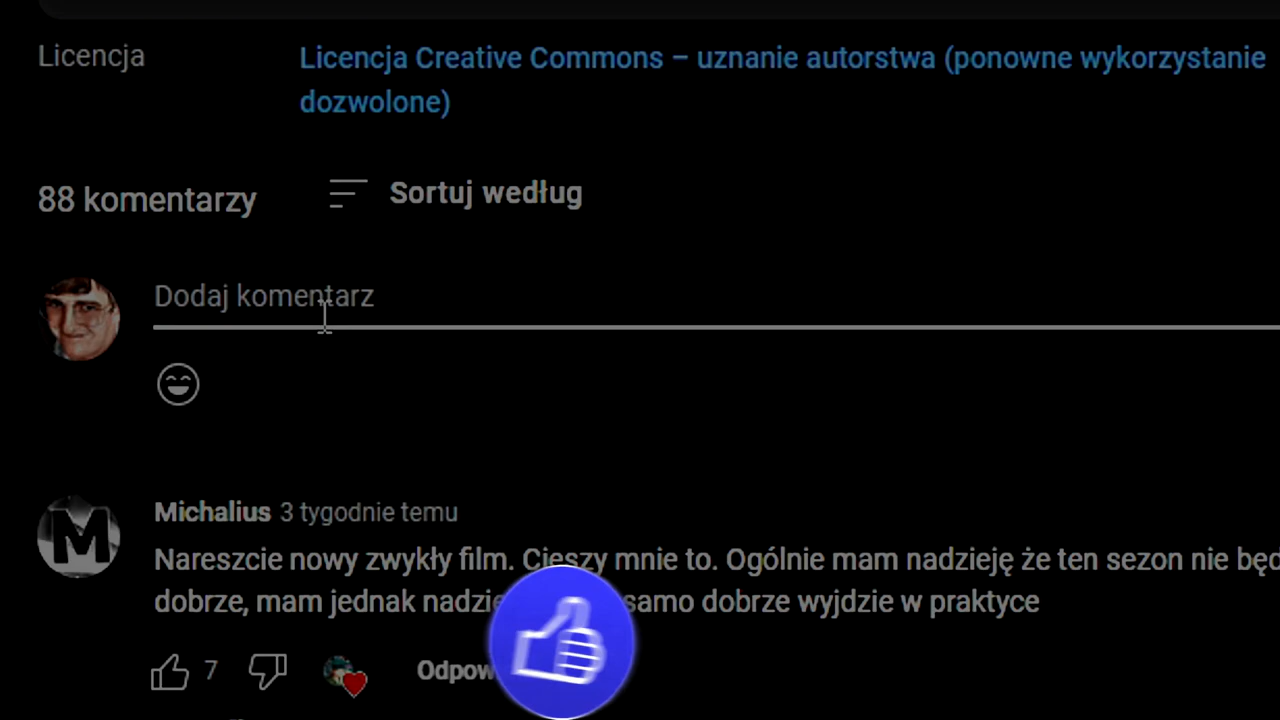 Licencja
Licencja Creative Commons – uznanie autorstwa (ponowne wykorzystanie
dozwolone)
88 komentarzy
Sortuj według
Dodaj komentarz
Michalius 3 tygodnie temu
Nareszcie nowy zwykły film. Cieszy mnie to. Ogólnie mam nadzieję że ten sezon nie
dobrze, mam jednak samo dobrze wyjdzie w praktyce
7